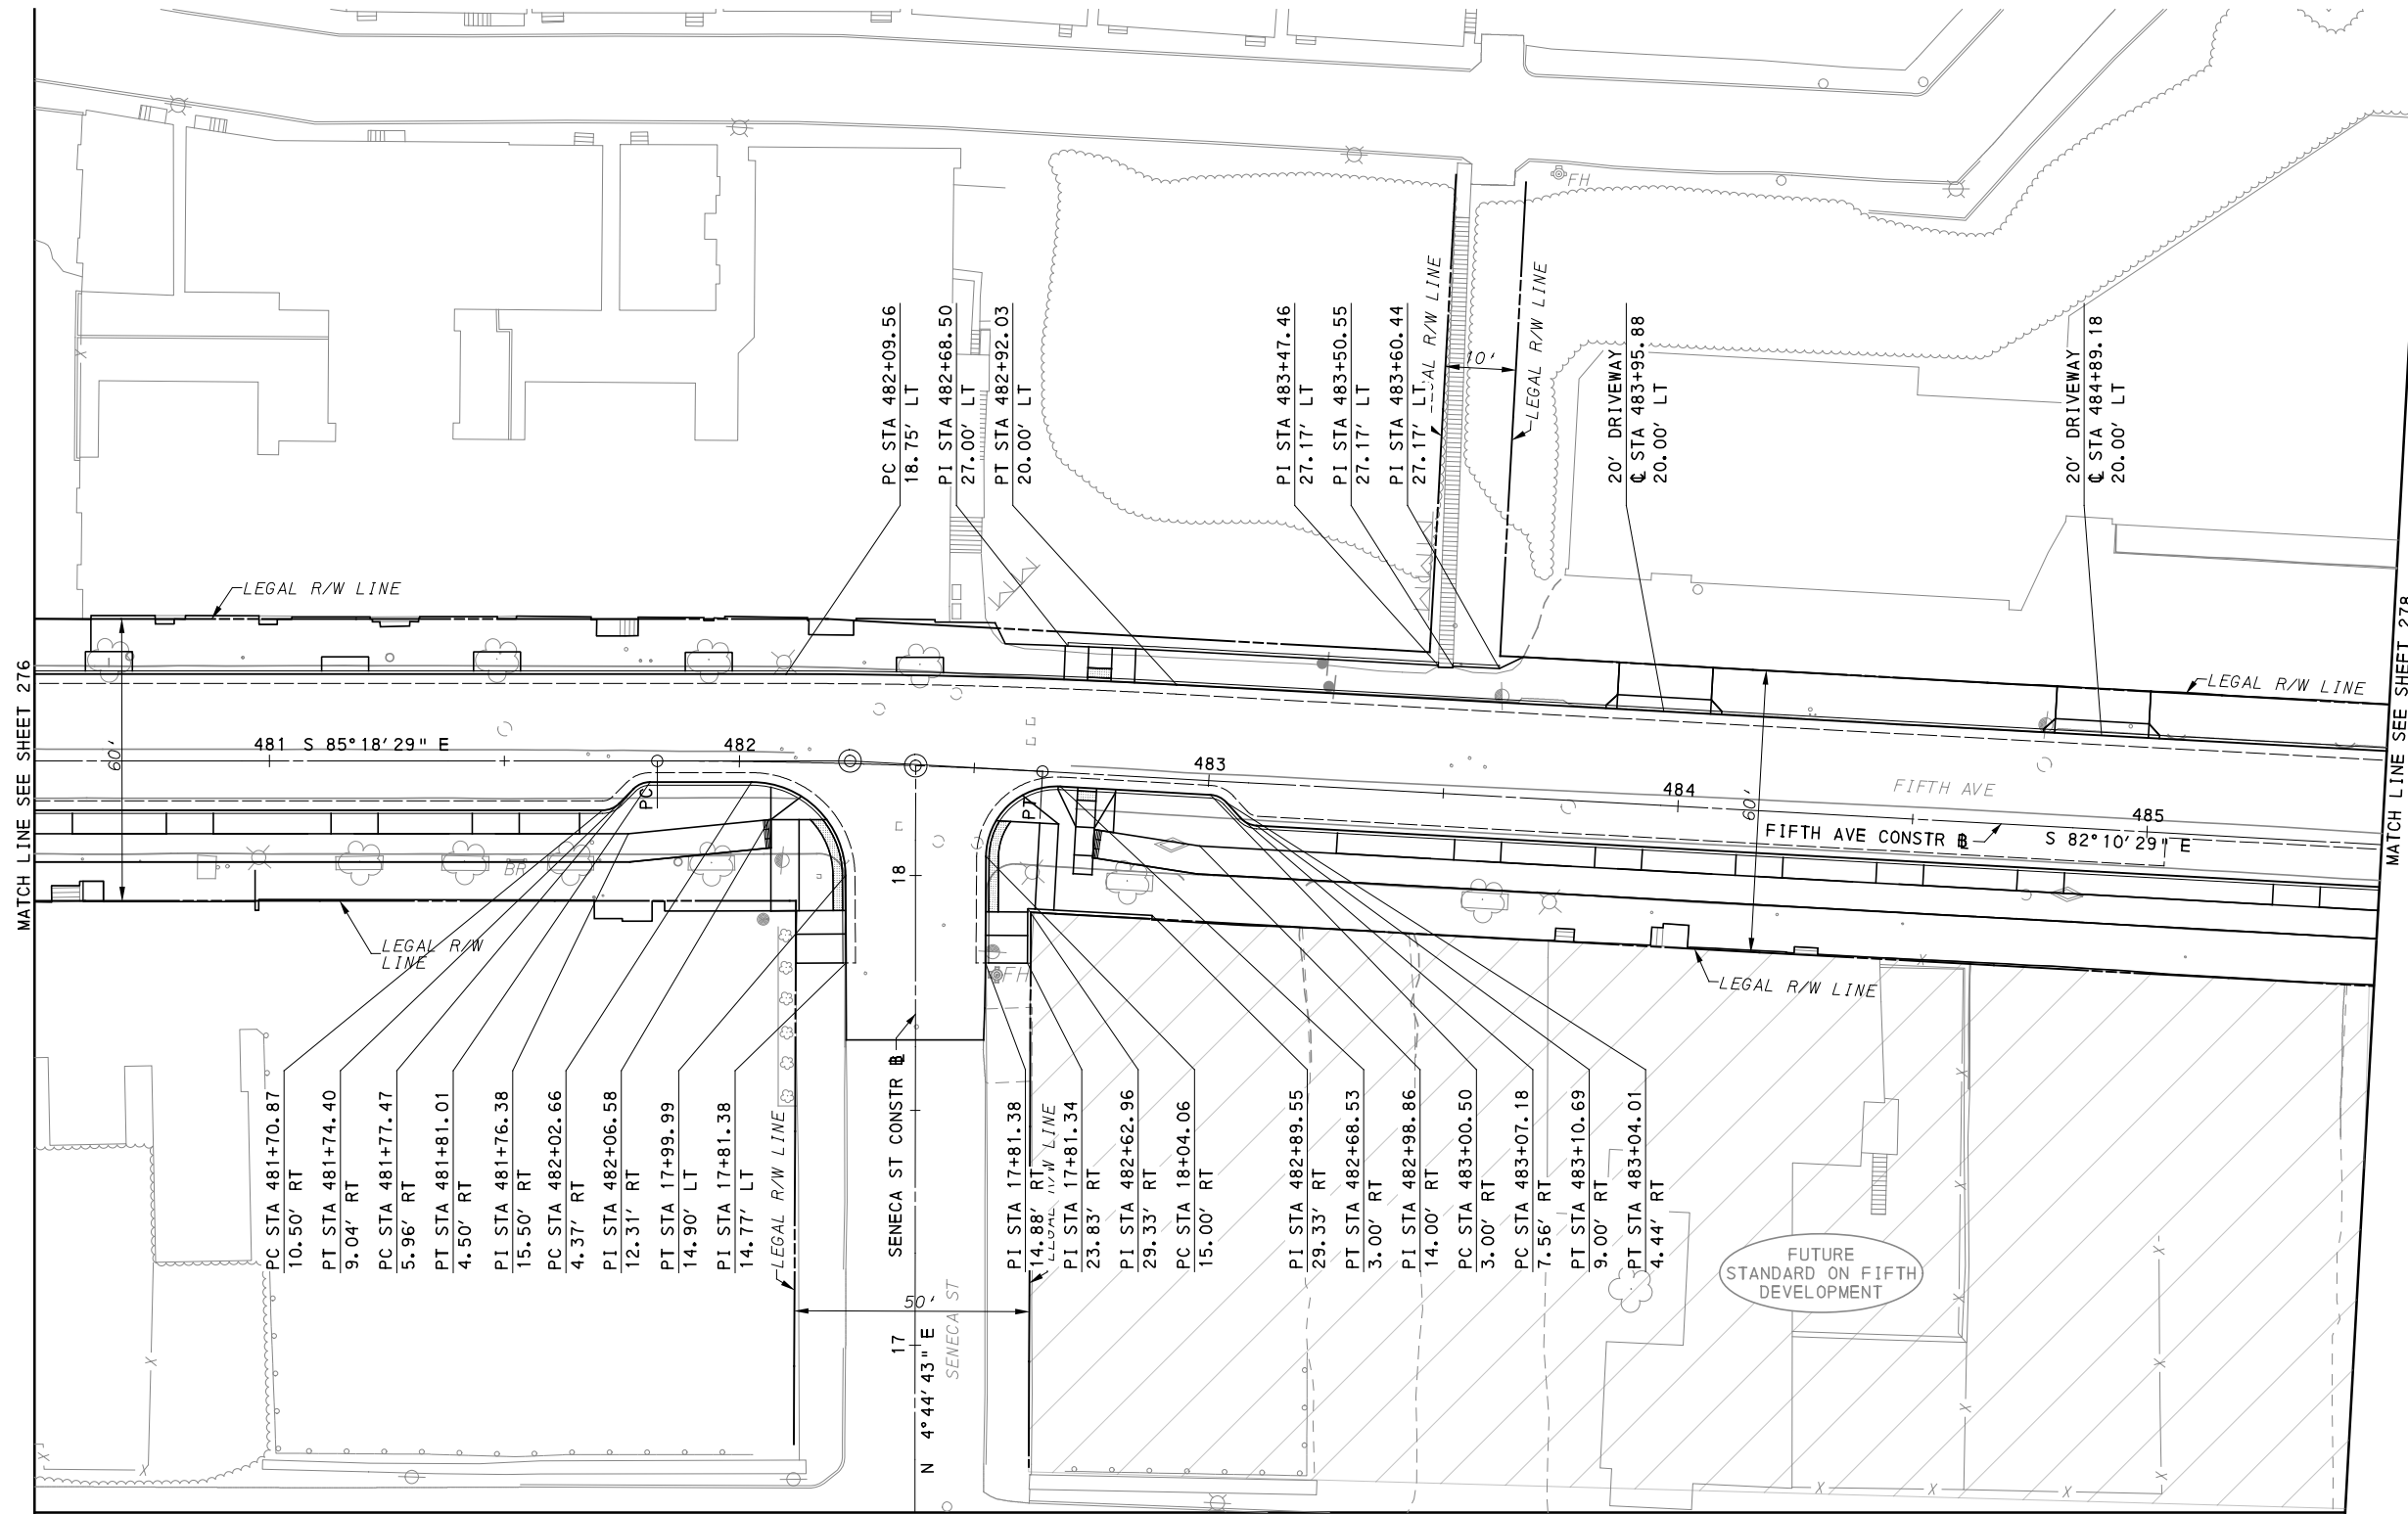 FH
LEGAL R/W LINE
10'
LEGAL R/W LINE
PC STA 482+09.56
18.75' LT
PI STA 482+68.50
27.00' LT
PT STA 482+92.03
20.00' LT
PI STA 483+47.46
27.17' LT
PI STA 483+50.55
27.17' LT
PI STA 483+60.44
27.17' LT
20' DRIVEWAY
℄ STA 483+95.88
20.00' LT
20' DRIVEWAY
℄ STA 484+89.18
20.00' LT
LEGAL R/W LINE
LEGAL R/W LINE
MATCH LINE SEE SHEET 276
MATCH LINE SEE SHEET 278
60'
481 S 85°18'29" E
482
PC
PT
483
484
485
FIFTH AVE
60'
FIFTH AVE CONSTR BL
S 82°10'29" E
BR
18
FH
LEGAL R/W
LINE
LEGAL R/W LINE
PC STA 481+70.87
10.50' RT
PT STA 481+74.40
9.04' RT
PC STA 481+77.47
5.96' RT
PT STA 481+81.01
4.50' RT
PI STA 481+76.38
15.50' RT
PC STA 482+02.66
4.37' RT
PI STA 482+06.58
12.31' RT
PT STA 17+99.99
14.90' LT
PI STA 17+81.38
14.77' LT
LEGAL R/W LINE
SENECA ST CONSTR BL
PI STA 17+81.38
14.88' RT
LEGAL R/W LINE
PI STA 17+81.34
23.83' RT
PI STA 482+62.96
29.33' RT
PC STA 18+04.06
15.00' RT
PI STA 482+89.55
29.33' RT
PT STA 482+68.53
3.00' RT
PI STA 482+98.86
14.00' RT
PC STA 483+00.50
3.00' RT
PC STA 483+07.18
7.56' RT
PT STA 483+10.69
9.00' RT
PT STA 483+04.01
4.44' RT
50'
SENECA ST
17
N 4°44'43" E
FUTURE
STANDARD ON FIFTH
DEVELOPMENT